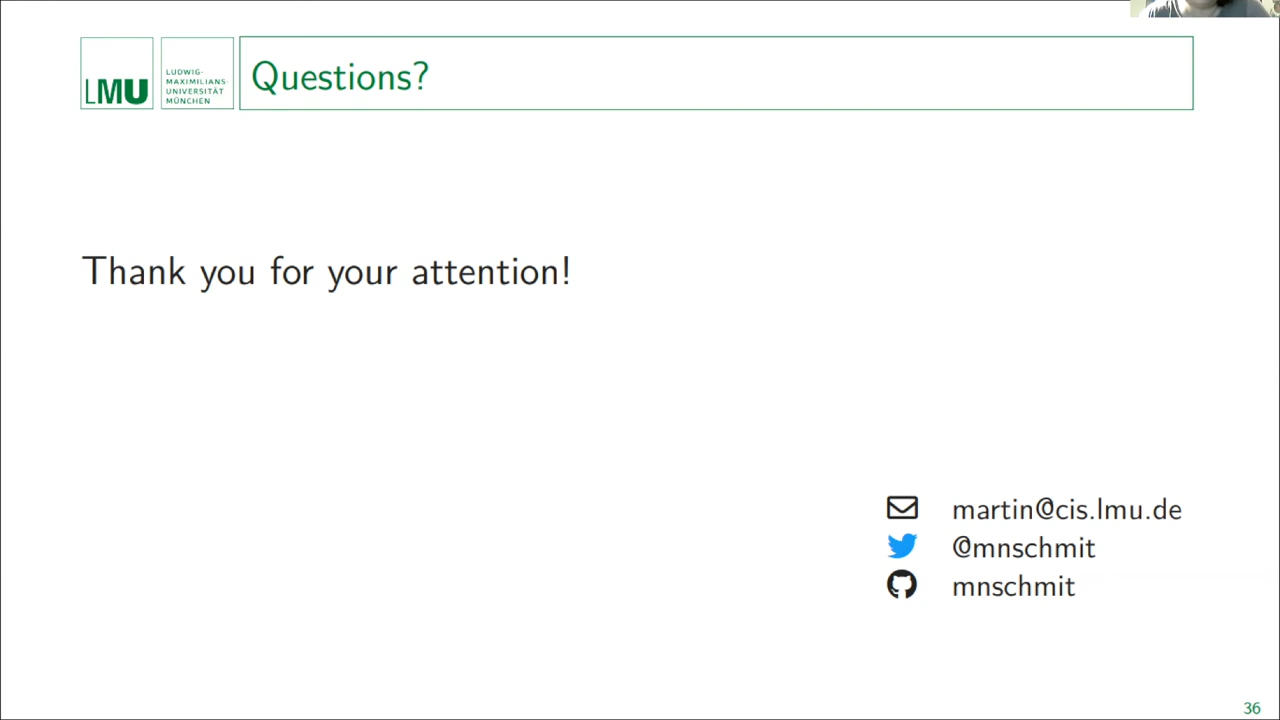 LMU
LUDWIG-
MAXIMILIANS-
UNIVERSITÄT
MÜNCHEN
Questions?
Thank you for your attention!
martin@cis.lmu.de
@mnschmit
mnschmit
36